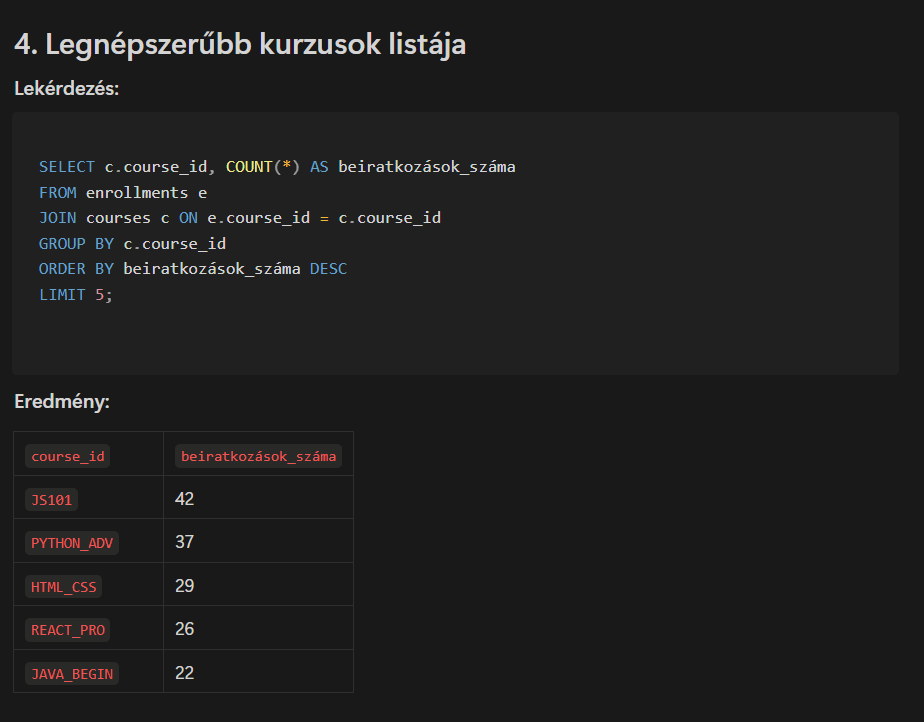 4. Legnépszerűbb kurzusok listája
Lekérdezés:
SELECT c.course_id, COUNT(*) AS beiratkozások_száma
FROM enrollments e
JOIN courses c ON e.course_id = c.course_id
GROUP BY c.course_id
ORDER BY beiratkozások_száma DESC
LIMIT 5;
Eredmény:
course_id beiratkozások_száma
JS101 42
PYTHON_ADV 37
HTML_CSS 29
REACT_PRO 26
JAVA_BEGIN 22